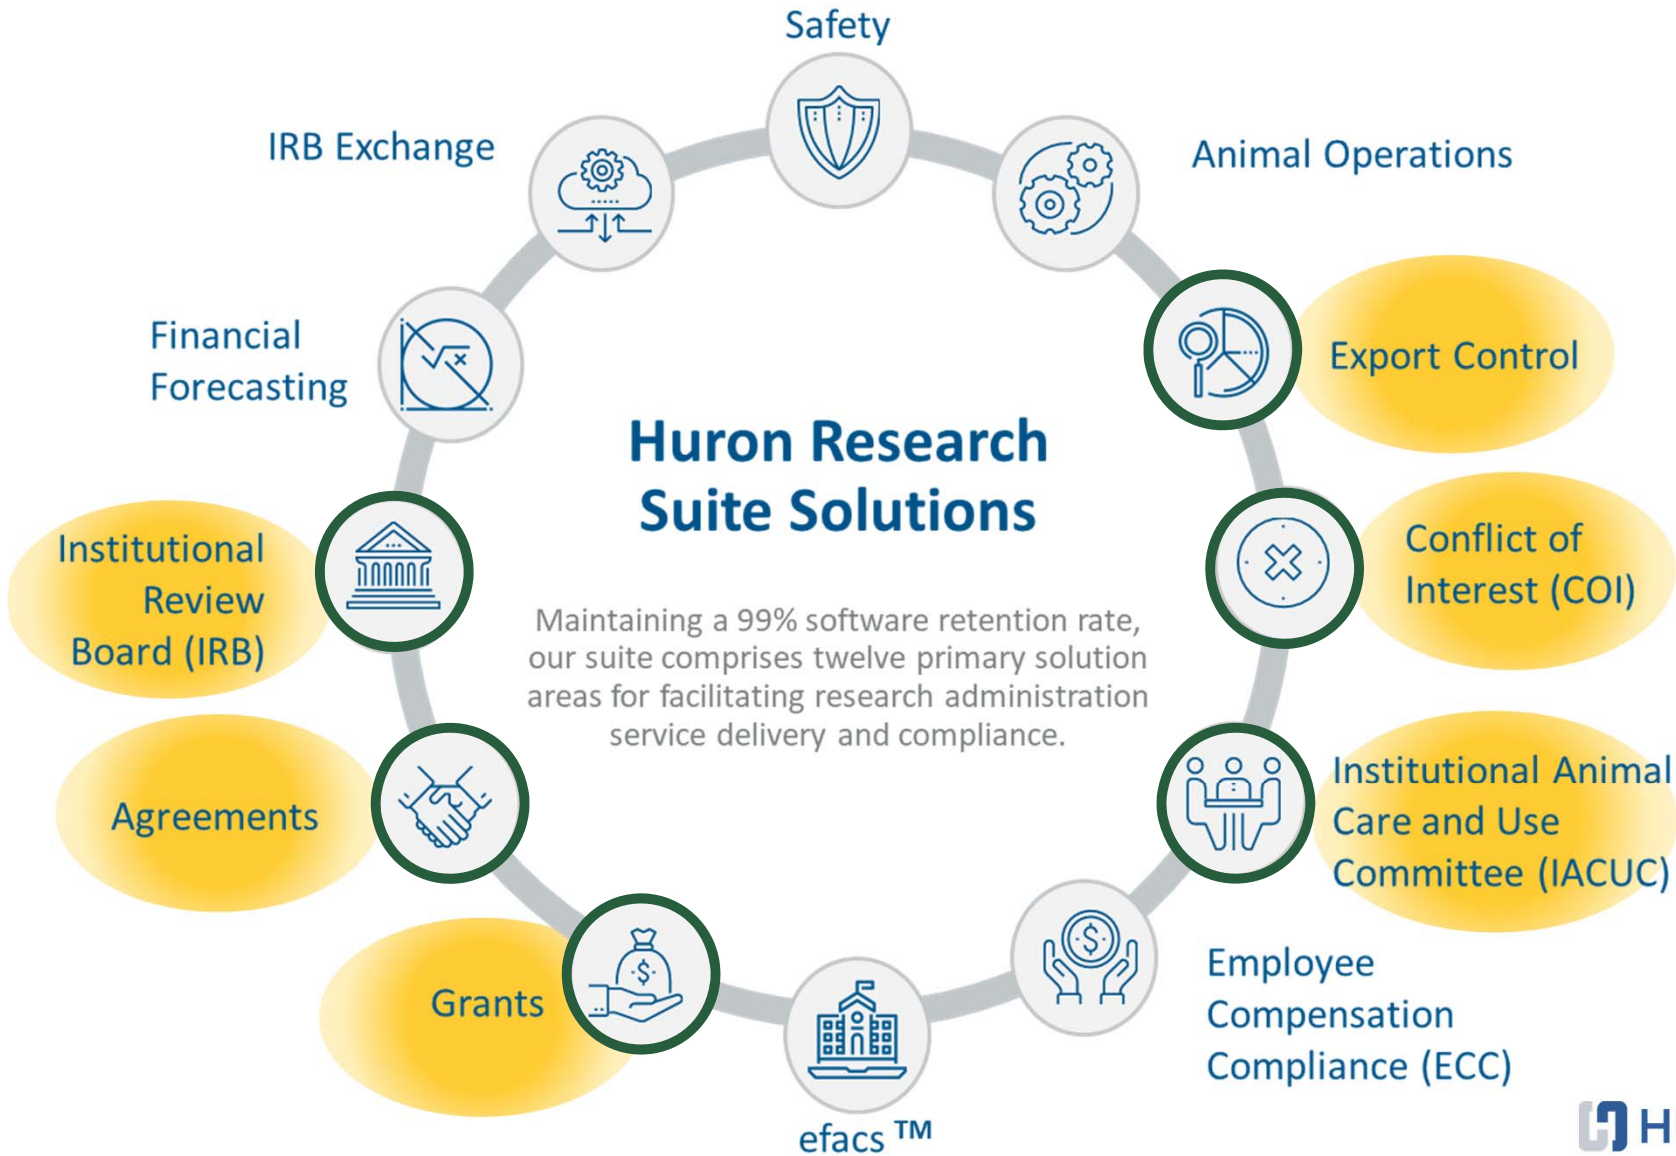 Safety
IRB Exchange
Animal Operations
Financial
Forecasting
Export Control
Huron Research
Suite Solutions
Institutional
Review
Board (IRB)
Conflict of
Interest (COI)
Maintaining a 99% software retention rate,
our suite comprises twelve primary solution
areas for facilitating research administration
service delivery and compliance.
Agreements
Institutional Animal
Care and Use
Committee (IACUC)
Grants
Employee
Compensation
Compliance (ECC)
efacs ™
H